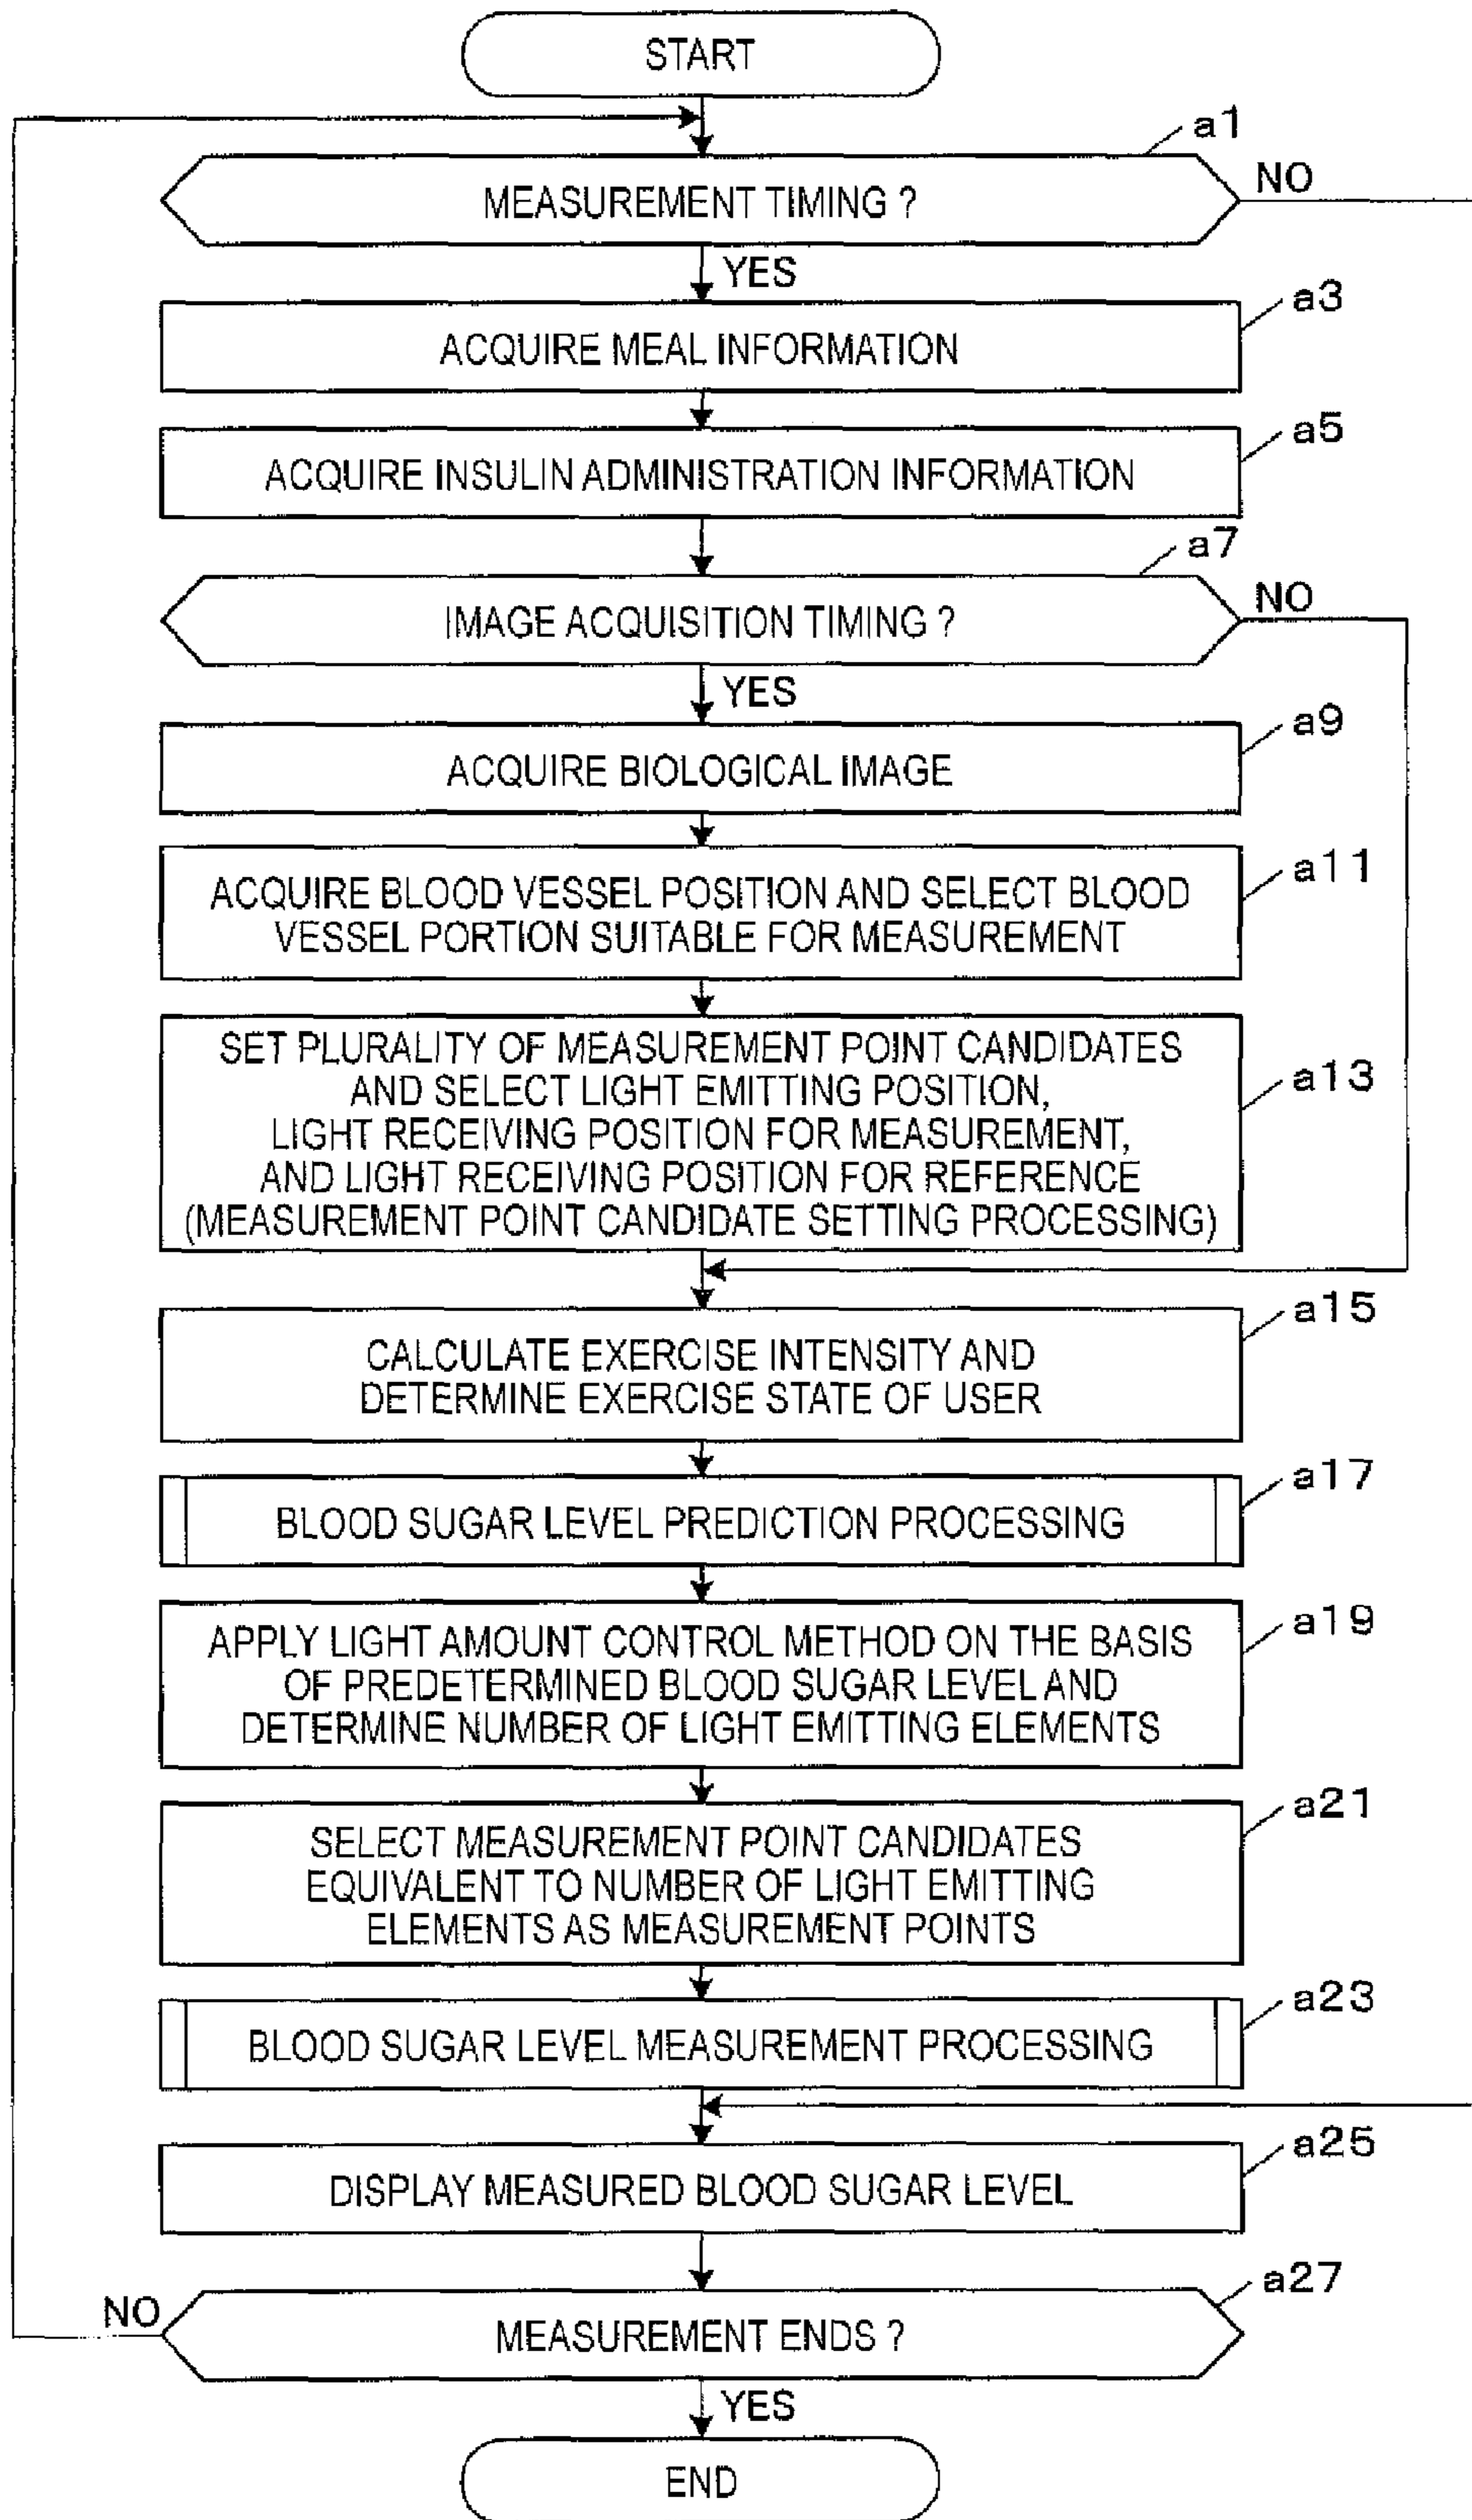 START
a1
MEASUREMENT TIMING ?
NO
YES
a3
ACQUIRE MEAL INFORMATION
a5
ACQUIRE INSULIN ADMINISTRATION INFORMATION
a7
IMAGE ACQUISITION TIMING ?
NO
YES
a9
ACQUIRE BIOLOGICAL IMAGE
a11
ACQUIRE BLOOD VESSEL POSITION AND SELECT BLOOD
VESSEL PORTION SUITABLE FOR MEASUREMENT
a13
SET PLURALITY OF MEASUREMENT POINT CANDIDATES
AND SELECT LIGHT EMITTING POSITION,
LIGHT RECEIVING POSITION FOR MEASUREMENT,
AND LIGHT RECEIVING POSITION FOR REFERENCE
(MEASUREMENT POINT CANDIDATE SETTING PROCESSING)
a15
CALCULATE EXERCISE INTENSITY AND
DETERMINE EXERCISE STATE OF USER
a17
BLOOD SUGAR LEVEL PREDICTION PROCESSING
a19
APPLY LIGHT AMOUNT CONTROL METHOD ON THE BASIS
OF PREDETERMINED BLOOD SUGAR LEVEL AND
DETERMINE NUMBER OF LIGHT EMITTING ELEMENTS
a21
SELECT MEASUREMENT POINT CANDIDATES
EQUIVALENT TO NUMBER OF LIGHT EMITTING
ELEMENTS AS MEASUREMENT POINTS
a23
BLOOD SUGAR LEVEL MEASUREMENT PROCESSING
a25
DISPLAY MEASURED BLOOD SUGAR LEVEL
a27
NO
MEASUREMENT ENDS ?
YES
END